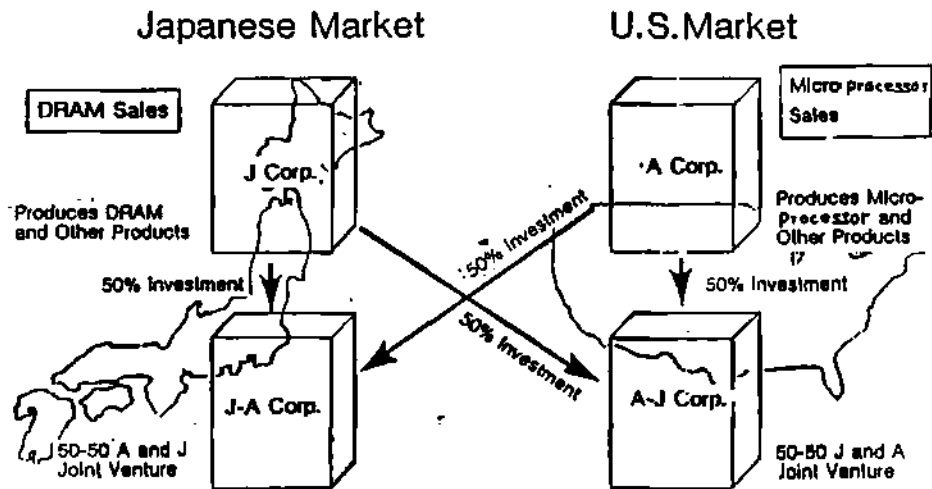 Japanese Market
U.S. Market
DRAM Sales
Micro processor
Sales
J Corp.
A Corp.
Produces DRAM
and Other Products
Produces Micro-
Processor and
Other Products
50% Investment
50% Investment
50% Investment
50% Investment
J-A Corp.
A-J Corp.
50-50 A and J
Joint Venture
50-50 J and A
Joint Venture